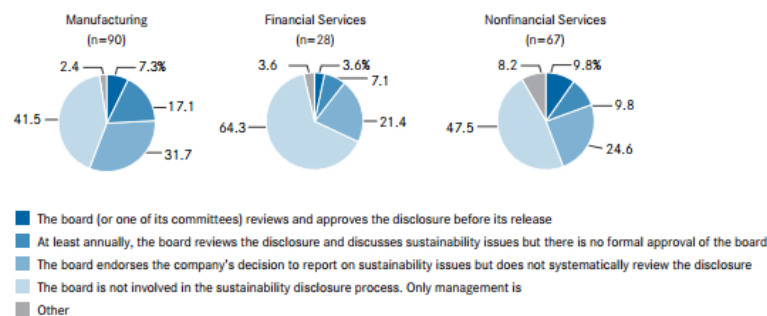 Manufacturing
(n=90)
2.4
7.3%
17.1
41.5
31.7
Financial Services
(n=28)
3.6
3.6%
7.1
21.4
64.3
Nonfinancial Services
(n=67)
8.2
9.8%
9.8
47.5
24.6
The board (or one of its committees) reviews and approves the disclosure before its release
At least annually, the board reviews the disclosure and discusses sustainability issues but there is no formal approval of the board
The board endorses the company's decision to report on sustainability issues but does not systematically review the disclosure
The board is not involved in the sustainability disclosure process. Only management is
Other